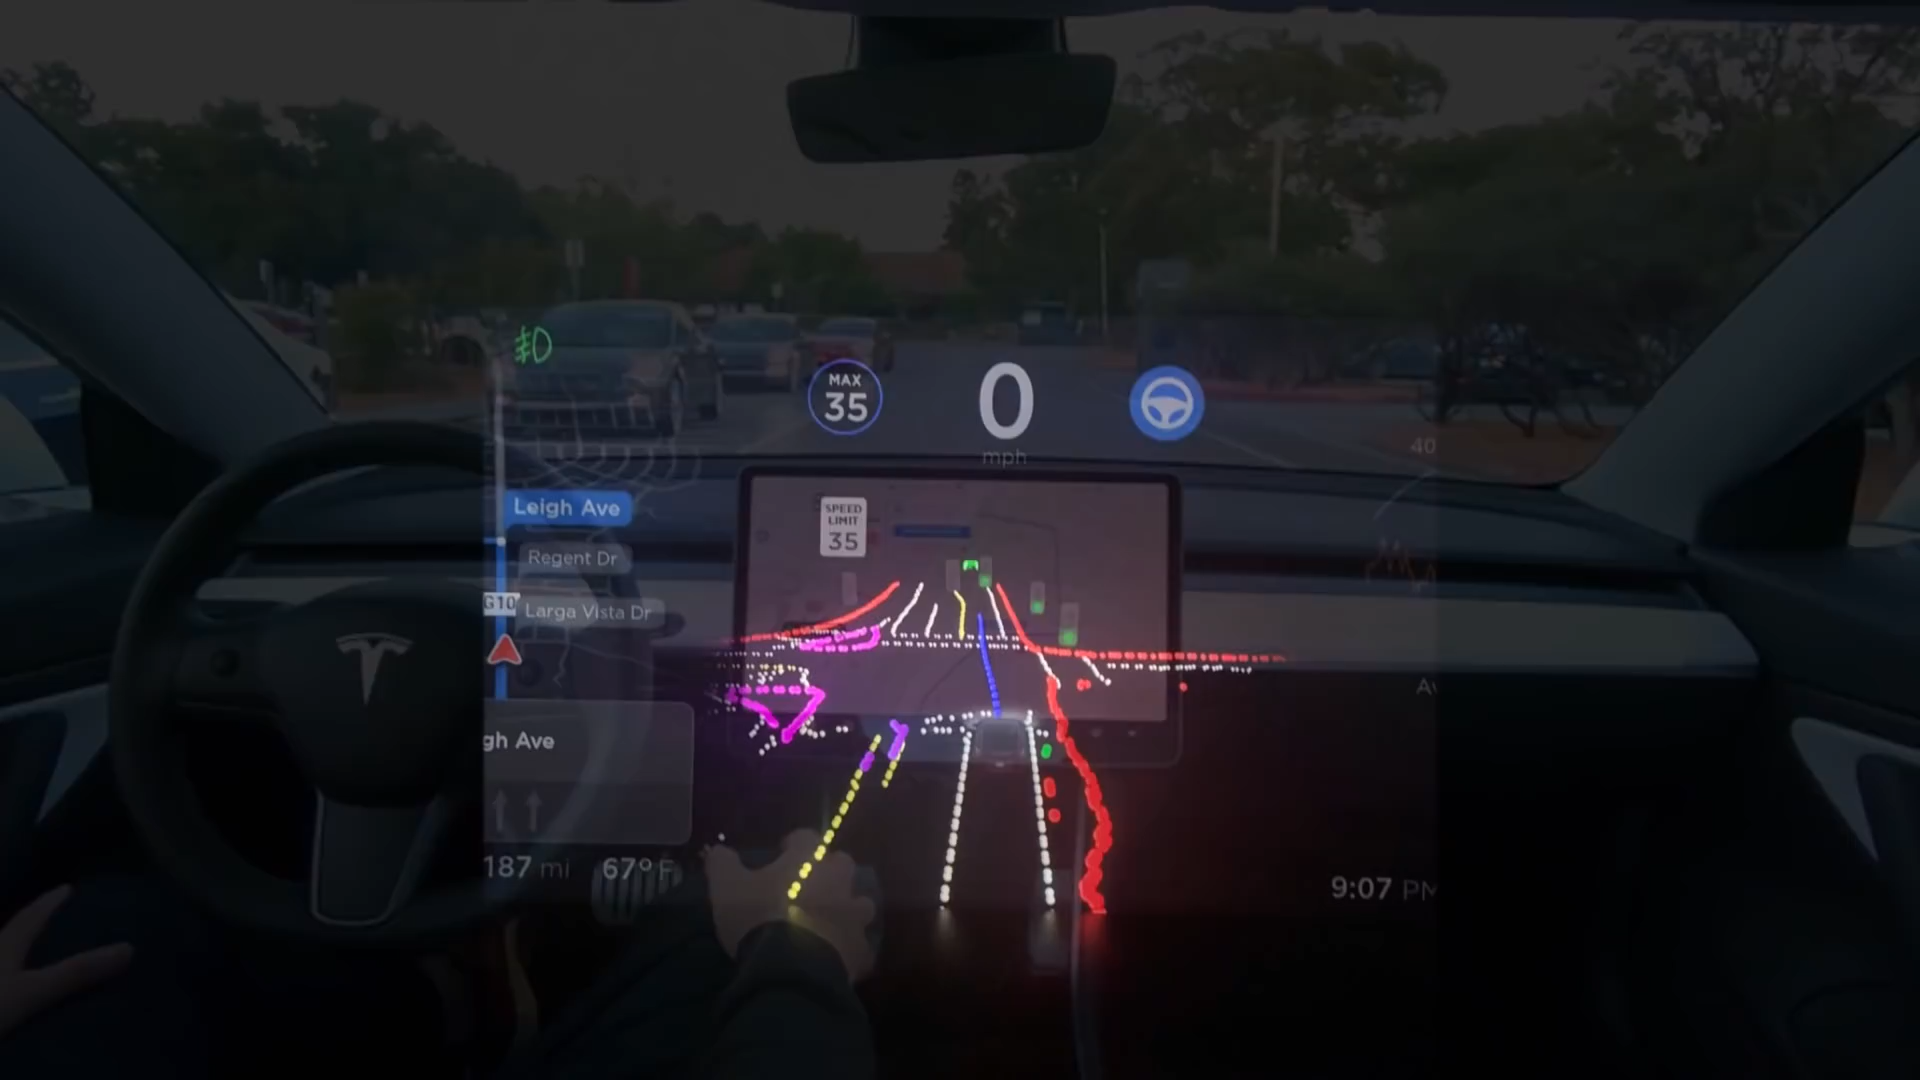 MAX
35
0
mph
40
SPEED
LIMIT
35
Leigh Ave
Regent Dr
G10
Larga Vista Dr
gh Ave
187 mi
67° F
9:07 PM